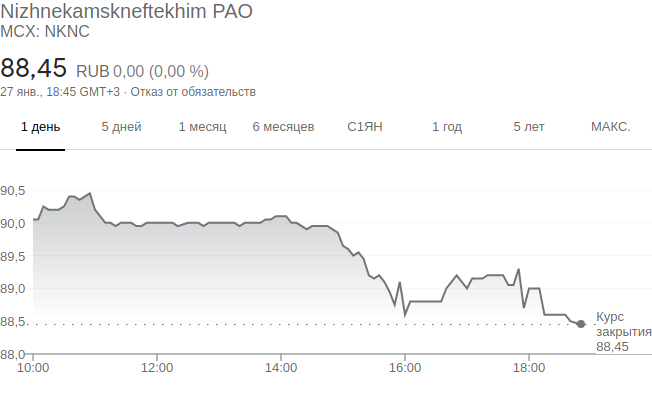 Nizhnekamskneftekhim PAO
MCX: NKNC
88,45 RUB 0,00 (0,00 %)
27 янв., 18:45 GMT+3 · Отказ от обязательств
1 день 5 дней 1 месяц 6 месяцев С1ЯН 1 год 5 лет МАКС.
90,5
90,0
89,5
89,0
88,5
88,0
Курс
закрытия
88,45
10:00 12:00 14:00 16:00 18:00